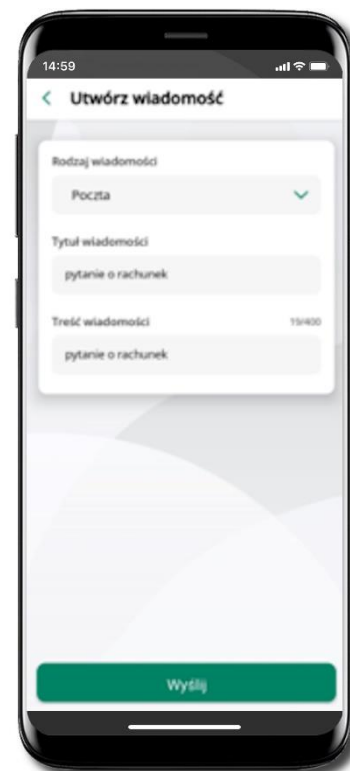 14:59
Utwórz wiadomość
Rodzaj wiadomości
Poczta
Tytuł wiadomości
pytanie o rachunek
Treść wiadomości 19/400
pytanie o rachunek
Wyślij